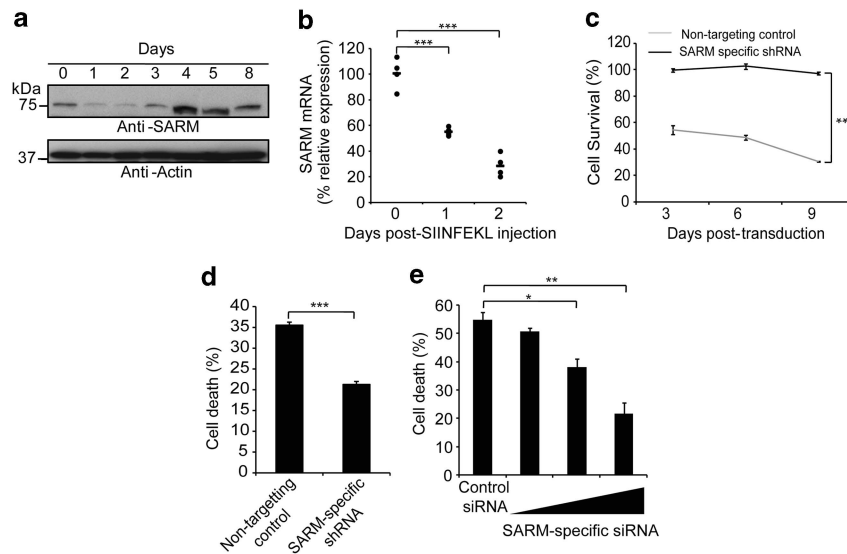 a
Days
0 1 2 3 4 5 8
kDa
75
Anti-SARM
37
Anti-Actin
b
***
***
120
100
80
60
40
20
0
SARM mRNA
(% relative expression)
0 1 2
Days post-SIINFEKL injection
c
Non-targeting control
SARM specific shRNA
120
100
80
60
40
20
0
Cell Survival (%)
**
3 6 9
Days post-transduction
d
***
40
35
30
25
20
15
10
5
0
Cell death (%)
Non-targetting
control
SARM-specific
shRNA
e
**
*
60
50
40
30
20
10
0
Cell death (%)
Control
siRNA
SARM-specific siRNA